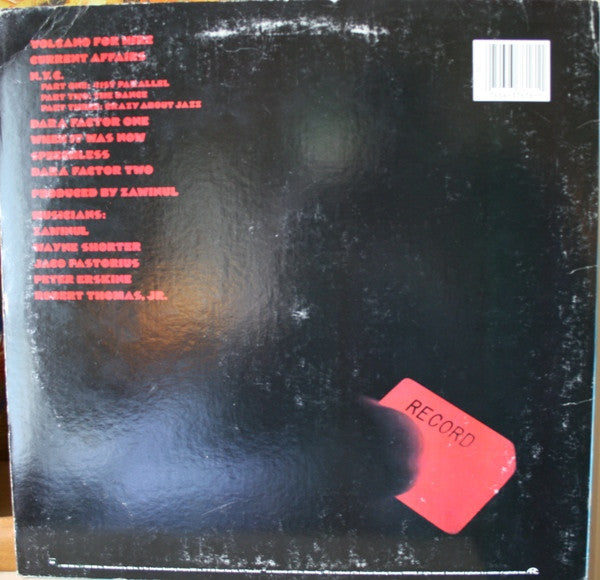 VOLCANO FOR HIRE
CURRENT AFFAIRS
N.Y.C.
PART ONE: 41ST PARALLEL
PART TWO: THE DANCE
PART THREE: CRAZY ABOUT JAZZ
DARA FACTOR ONE
WHEN IT WAS NOW
SPEECHLESS
DARA FACTOR TWO
PRODUCED BY ZAWINUL
MUSICIANS:
ZAWINUL
WAYNE SHORTER
JACO PASTORIUS
PETER ERSKINE
ROBERT THOMAS, JR.
RECORD